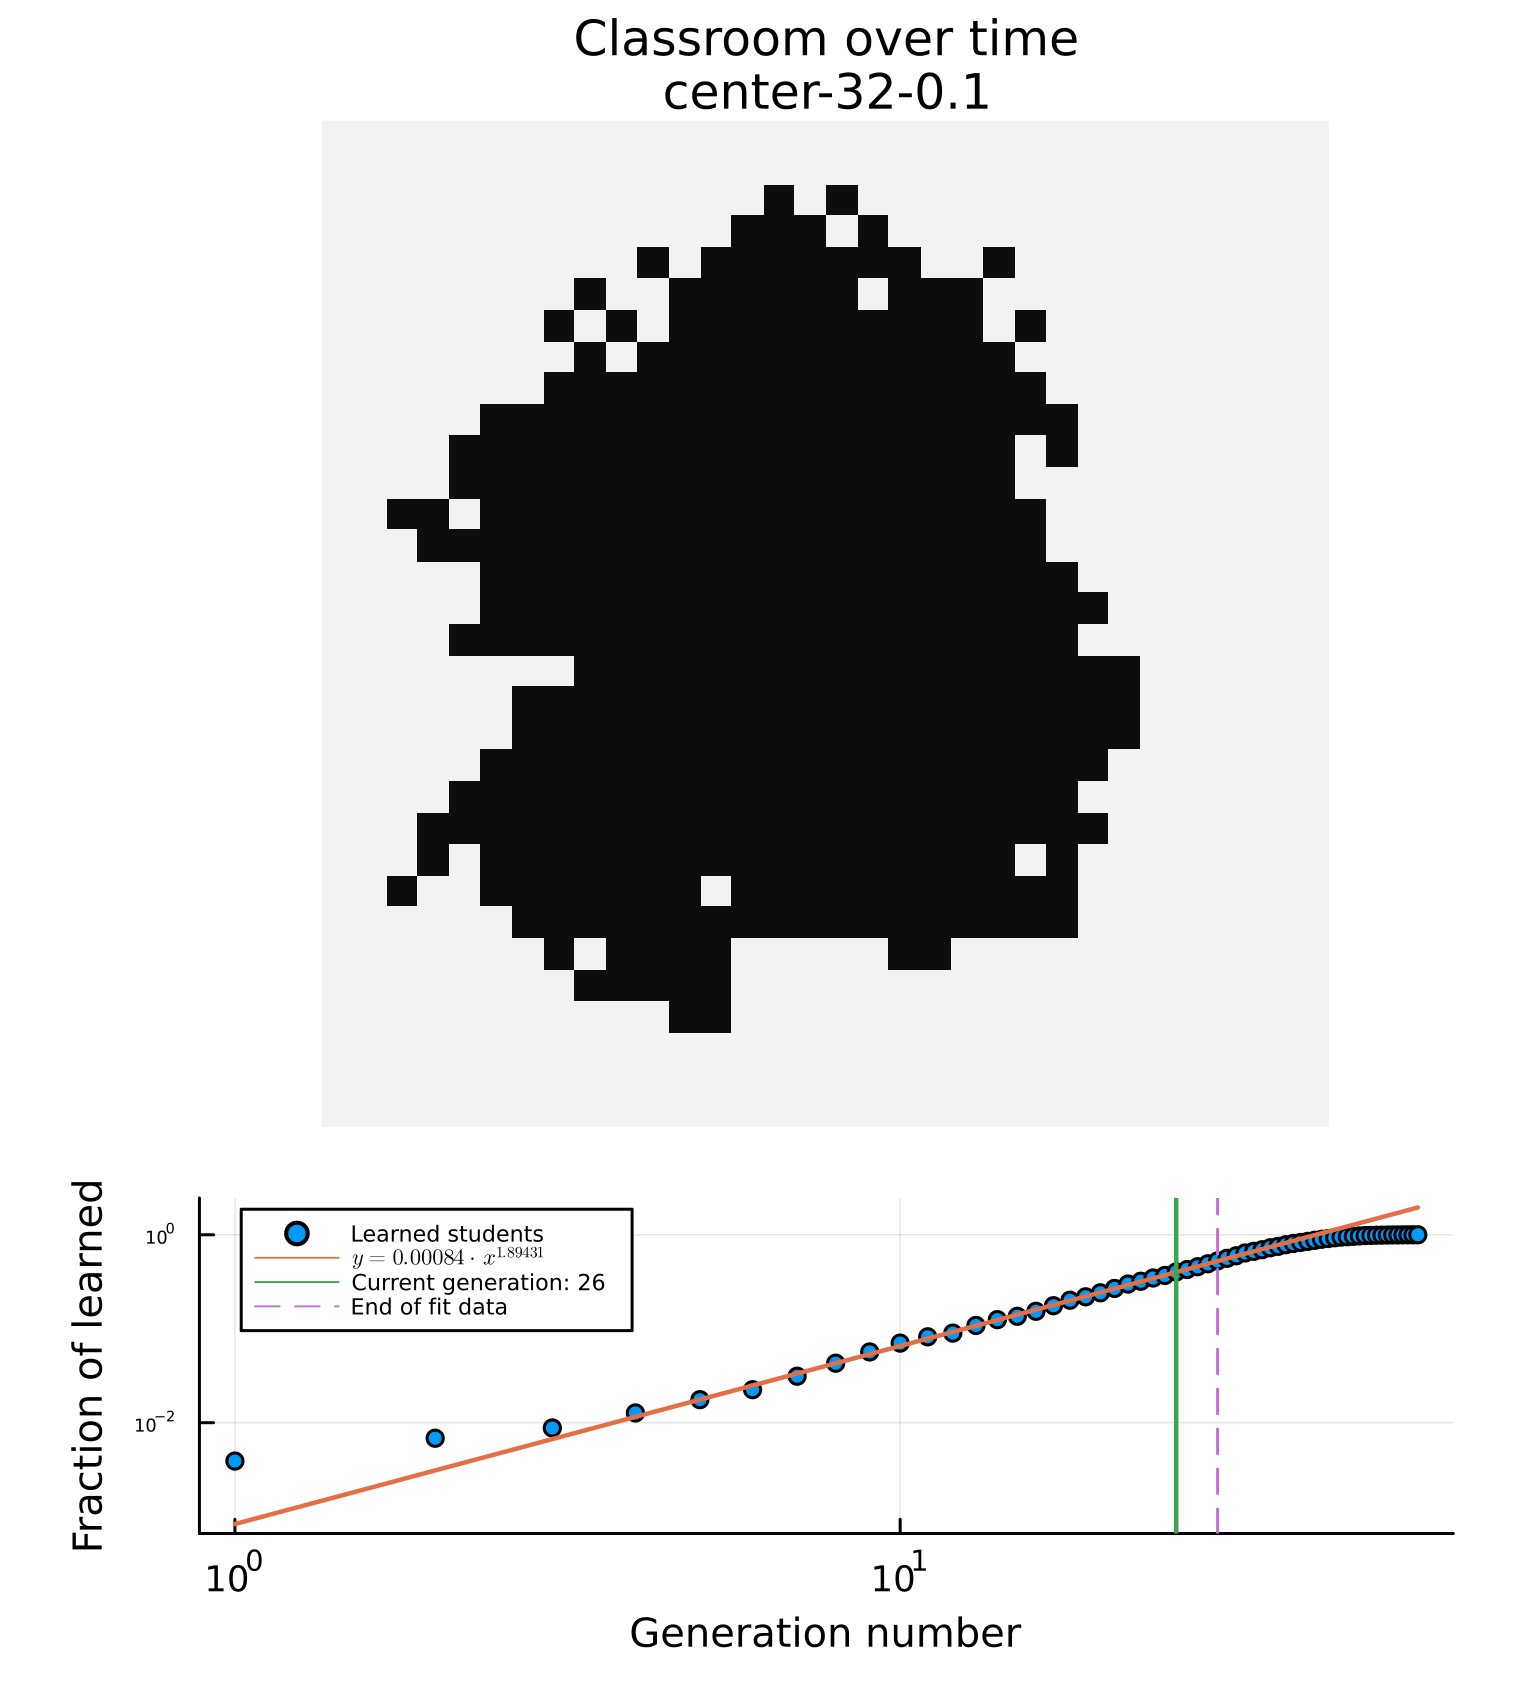 Classroom over time
center-32-0.1
Fraction of learned
10^0
10^-2
Learned students
y = 0.00084 · x^1.89431
Current generation: 26
End of fit data
10^0
10^1
Generation number